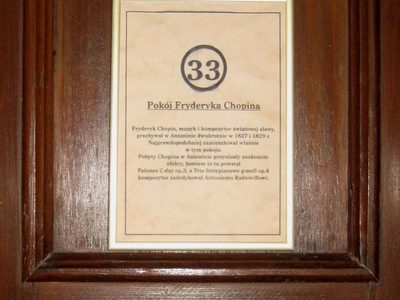 33
Pokój Fryderyka Chopina
Fryderyk Chopin, muzyk i kompozytor światowej sławy,
przebywał w Antoninie dwukrotnie w 1827 i 1829 r.
Najprawdopodobniej zamieszkiwał właśnie
w tym pokoju.
Pobyty Chopina w Antoninie przyniosły znakomite
efekty, bowiem to tu powstał
Polonez C-dur op.3, a Trio fortepianowe g-moll op.8
kompozytor zadedykował Antoniemu Radziwiłłowi.